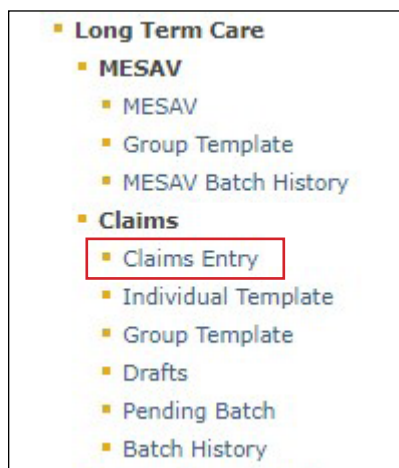 Long Term Care
MESAV
MESAV
Group Template
MESAV Batch History
Claims
Claims Entry
Individual Template
Group Template
Drafts
Pending Batch
Batch History